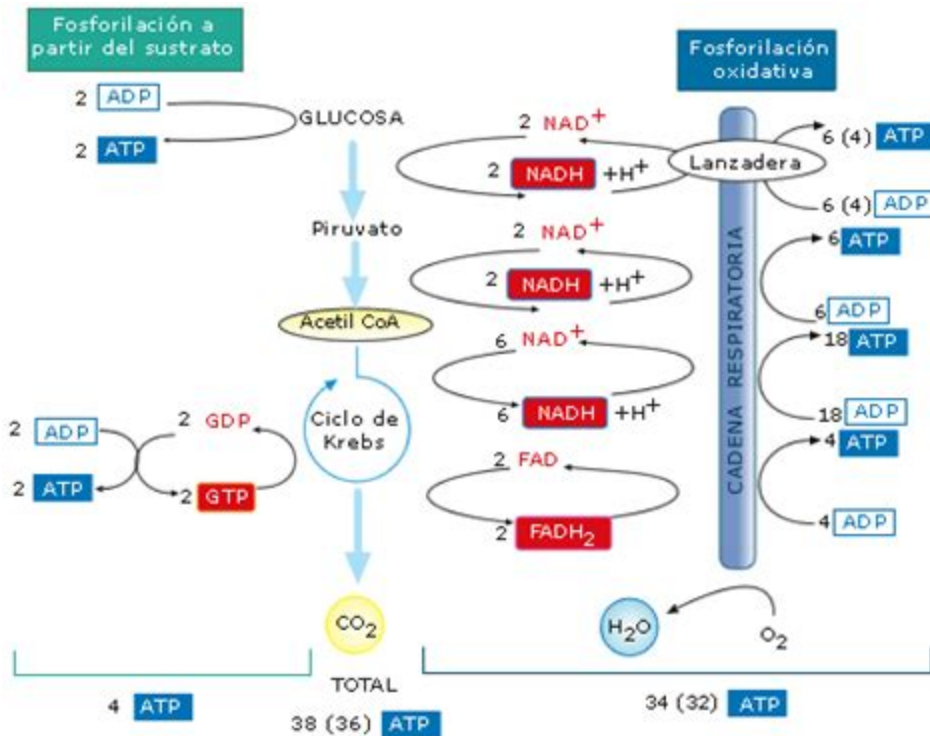 Fosforilación a
partir del sustrato
Fosforilación
oxidativa
2 ADP
2 ATP
GLUCOSA
Piruvato
Acetil CoA
Ciclo de
Krebs
2 ADP
2 ATP
2 GDP
2 GTP
CO2
2 NAD+
2 NADH +H+
2 NAD+
2 NADH +H+
6 NAD+
6 NADH +H+
2 FAD
2 FADH2
Lanzadera
CADENA RESPIRATORIA
6 (4) ATP
6 (4) ADP
6 ATP
6 ADP
18 ATP
18 ADP
4 ATP
4 ADP
H2O
O2
4 ATP
TOTAL
38 (36) ATP
34 (32) ATP